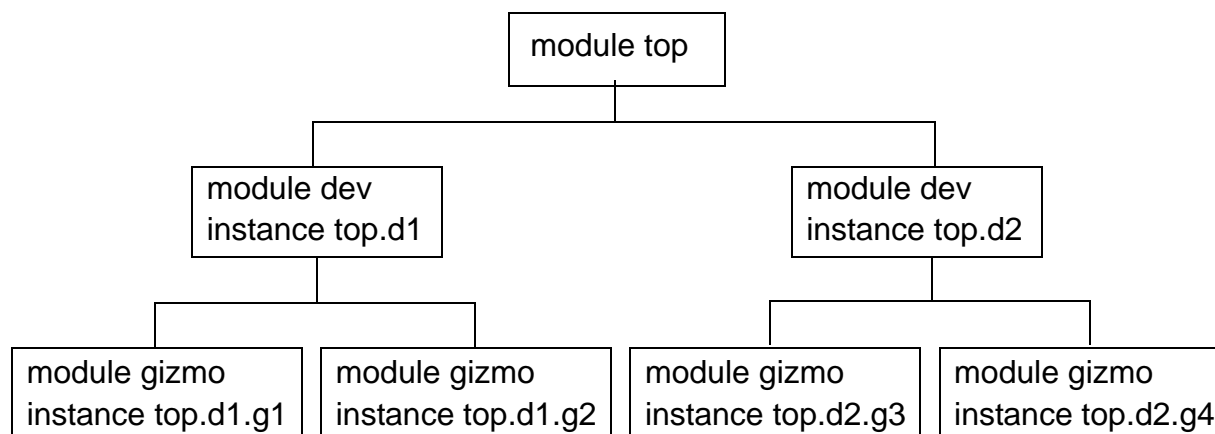 module top
module dev
instance top.d1
module dev
instance top.d2
module gizmo
instance top.d1.g1
module gizmo
instance top.d1.g2
module gizmo
instance top.d2.g3
module gizmo
instance top.d2.g4